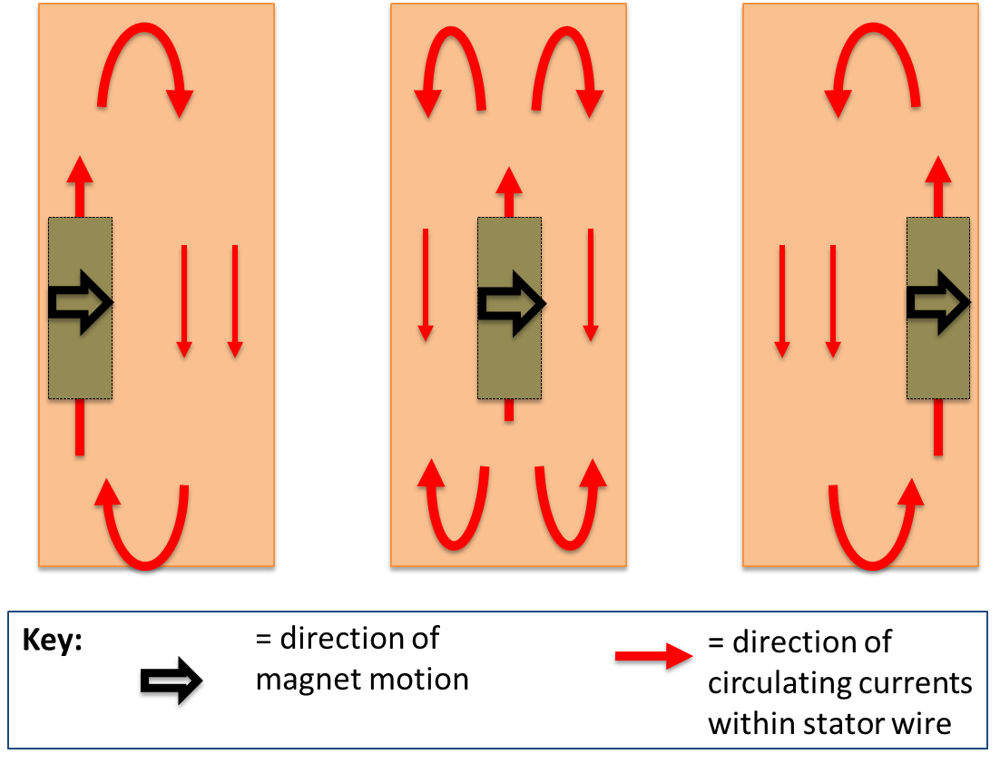 Key:
= direction of
magnet motion
= direction of
circulating currents
within stator wire